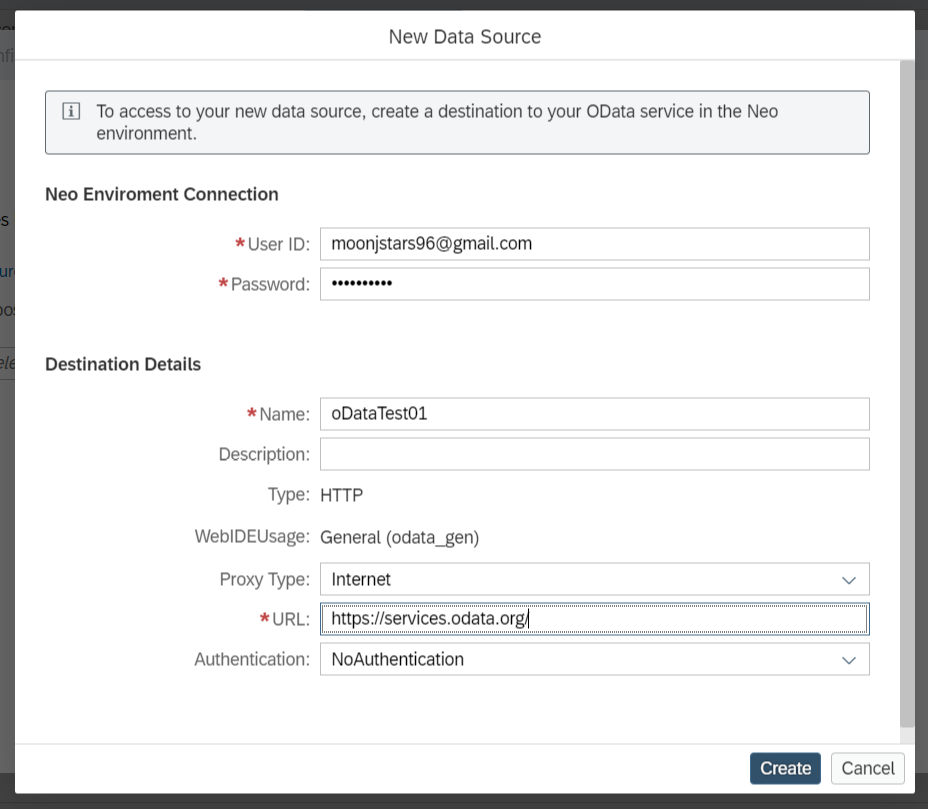 New Data Source
To access to your new data source, create a destination to your OData service in the Neo
environment.
Neo Enviroment Connection
*User ID: moonjstars96@gmail.com
*Password: ••••••••••
Destination Details
*Name: oDataTest01
Description:
Type: HTTP
WebIDEUsage: General (odata_gen)
Proxy Type: Internet
*URL: https://services.odata.org/
Authentication: NoAuthentication
Create Cancel